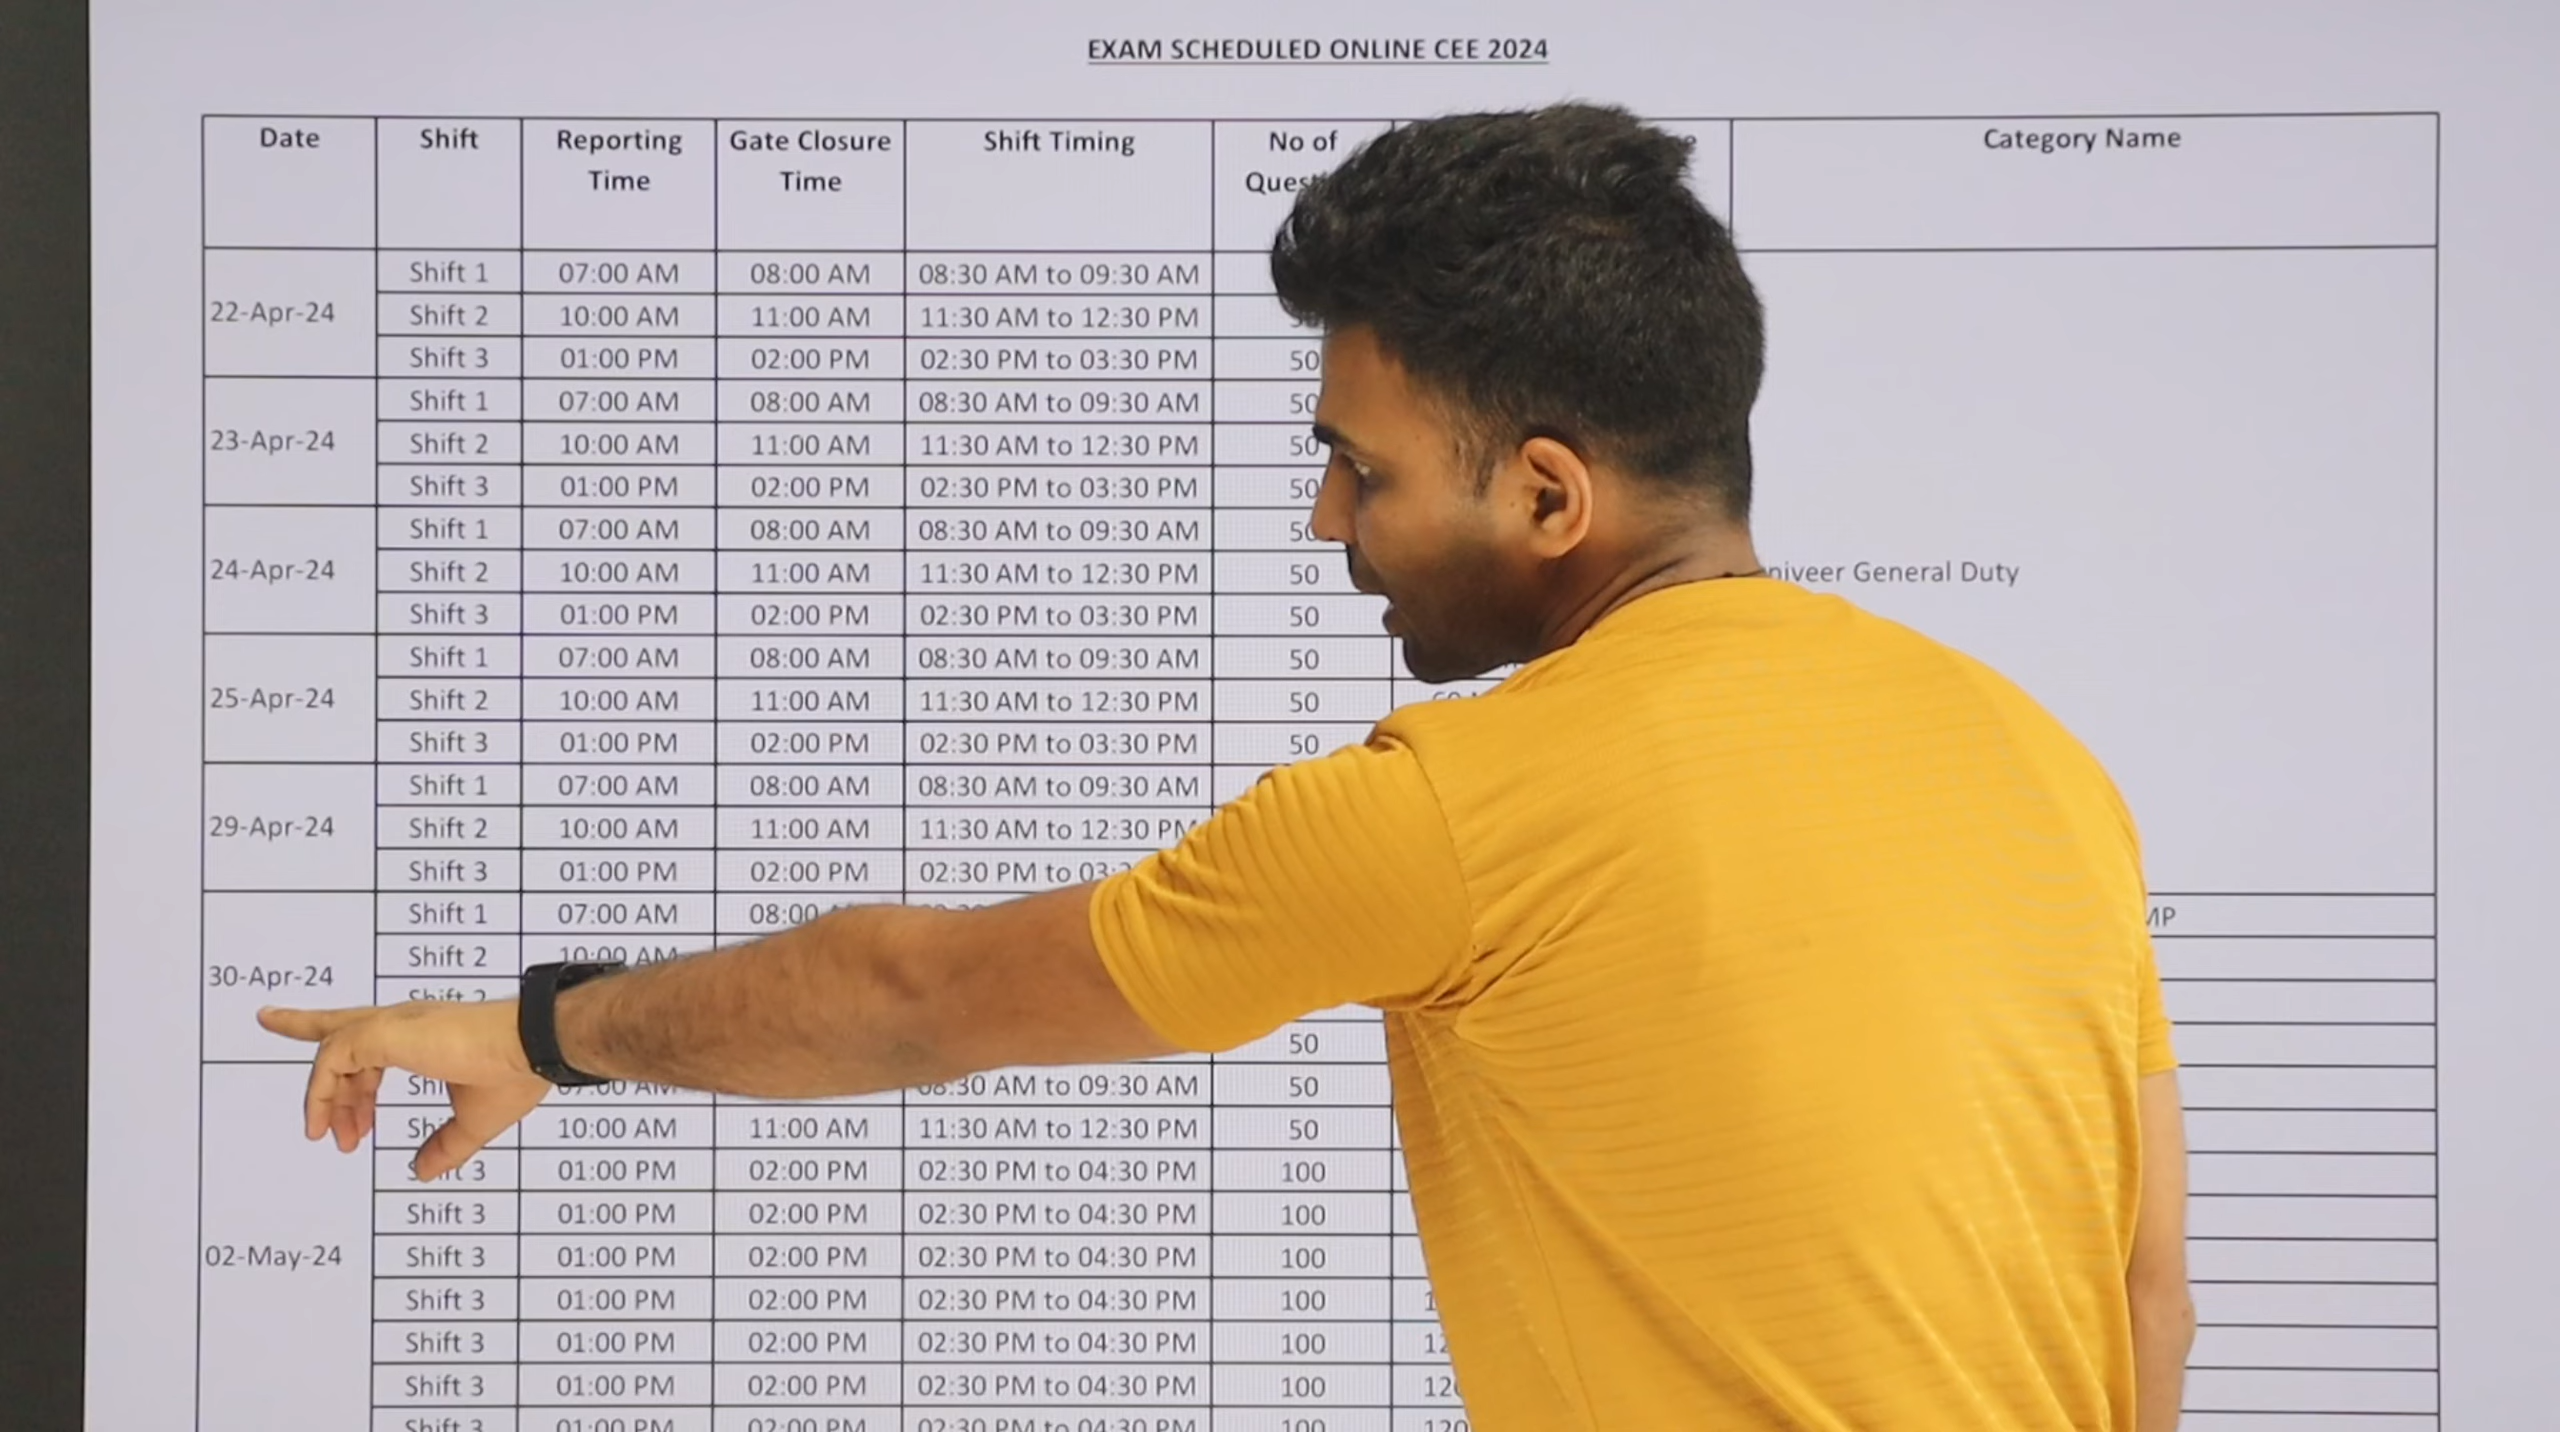 EXAM SCHEDULED ONLINE CEE 2024
Date Shift Reporting Time Gate Closure Time Shift Timing No of Category Name
22-Apr-24
Shift 1 07:00 AM 08:00 AM 08:30 AM to 09:30 AM
Shift 2 10:00 AM 11:00 AM 11:30 AM to 12:30 PM
Shift 3 01:00 PM 02:00 PM 02:30 PM to 03:30 PM 50
23-Apr-24
Shift 1 07:00 AM 08:00 AM 08:30 AM to 09:30 AM 50
Shift 2 10:00 AM 11:00 AM 11:30 AM to 12:30 PM 50
Shift 3 01:00 PM 02:00 PM 02:30 PM to 03:30 PM 50
24-Apr-24
Shift 1 07:00 AM 08:00 AM 08:30 AM to 09:30 AM 50
Shift 2 10:00 AM 11:00 AM 11:30 AM to 12:30 PM 50 General Duty
Shift 3 01:00 PM 02:00 PM 02:30 PM to 03:30 PM 50
25-Apr-24
Shift 1 07:00 AM 08:00 AM 08:30 AM to 09:30 AM 50
Shift 2 10:00 AM 11:00 AM 11:30 AM to 12:30 PM 50
Shift 3 01:00 PM 02:00 PM 02:30 PM to 03:30 PM 50
29-Apr-24
Shift 1 07:00 AM 08:00 AM 08:30 AM to 09:30 AM
Shift 2 10:00 AM 11:00 AM 11:30 AM to 12:30 PM
Shift 3 01:00 PM 02:00 PM 02:30 PM to
30-Apr-24
Shift 1 07:00 AM 08:00
Shift 2 10:00 AM
50
02-May-24
08:30 AM to 09:30 AM 50
10:00 AM 11:00 AM 11:30 AM to 12:30 PM 50
Shift 3 01:00 PM 02:00 PM 02:30 PM to 04:30 PM 100
Shift 3 01:00 PM 02:00 PM 02:30 PM to 04:30 PM 100
Shift 3 01:00 PM 02:00 PM 02:30 PM to 04:30 PM 100
Shift 3 01:00 PM 02:00 PM 02:30 PM to 04:30 PM 100
Shift 3 01:00 PM 02:00 PM 02:30 PM to 04:30 PM 100
Shift 3 01:00 PM 02:00 PM 02:30 PM to 04:30 PM 100
Shift 3 01:00 PM 02:00 PM 02:30 PM to 04:30 PM 100 120